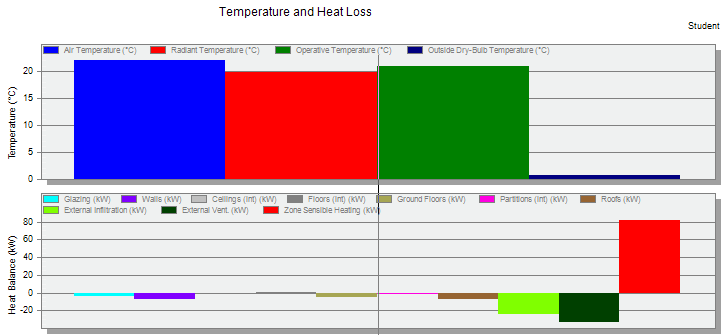 Temperature and Heat Loss
Student
Air Temperature (°C) Radiant Temperature (°C) Operative Temperature (°C) Outside Dry-Bulb Temperature (°C)
Temperature (°C)
20
15
10
5
0
Glazing (kW) Walls (kW) Ceilings (int) (kW) Floors (int) (kW) Ground Floors (kW) Partitions (int) (kW) Roofs (kW)
External Infiltration (kW) External Vent. (kW) Zone Sensible Heating (kW)
Heat Balance (kW)
80
60
40
20
0
-20